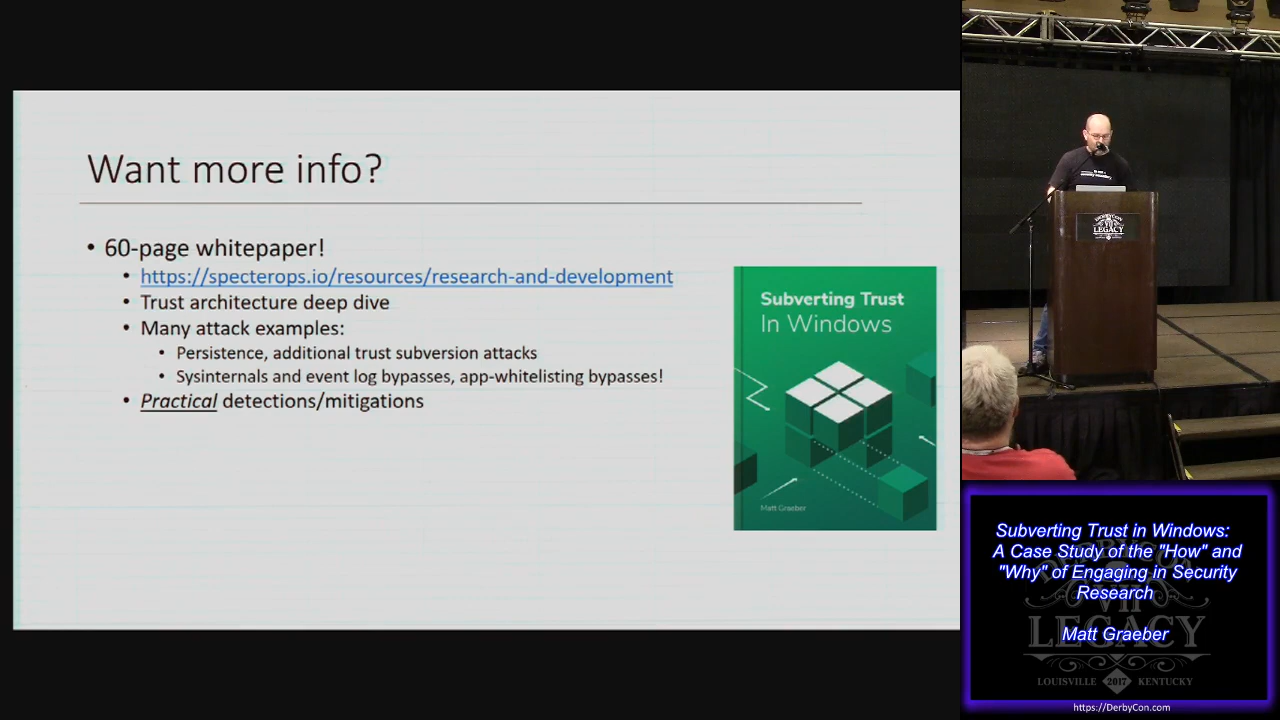 Want more info?
• 60-page whitepaper!
• https://specterops.io/resources/research-and-development
• Trust architecture deep dive
• Many attack examples:
• Persistence, additional trust subversion attacks
• Sysinternals and event log bypasses, app-whitelisting bypasses!
• Practical detections/mitigations
Subverting Trust
In Windows
Matt Graeber
DERBYCON
VII
LEGACY
Subverting Trust in Windows:
A Case Study of the "How" and
"Why" of Engaging in Security
Research
Matt Graeber
LEGACY
LOUISVILLE 2017 KENTUCKY
https://DerbyCon.com